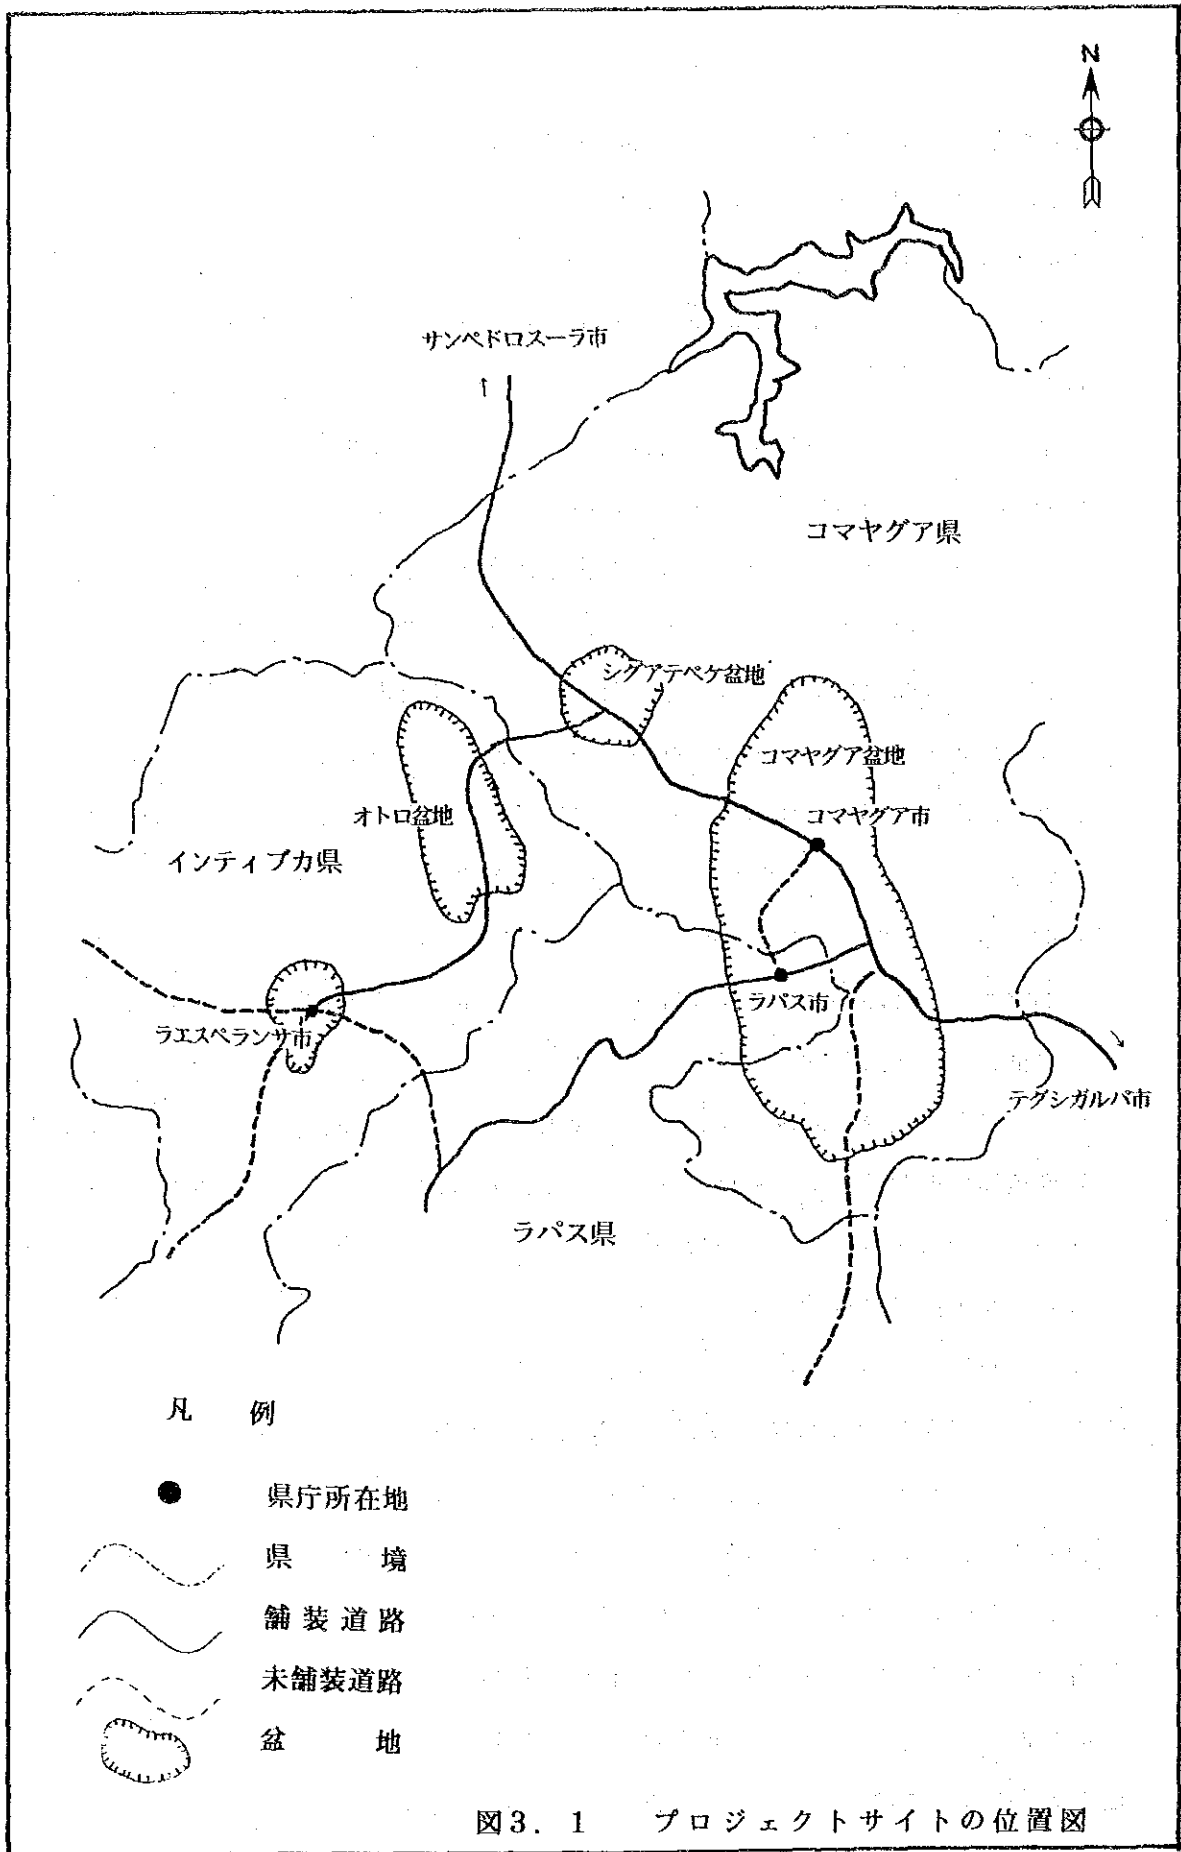 N
サンペドロスーラ市
↑
コマヤグア県
シグアテペケ盆地
コマヤグア盆地
オトロ盆地
コマヤグア市
インティブカ県
ラパス市
ラエスペランサ市
テグシガルパ市
ラパス県
凡 例
県庁所在地
県 境
舗装道路
未舗装道路
盆 地
図3.1 プロジェクトサイトの位置図